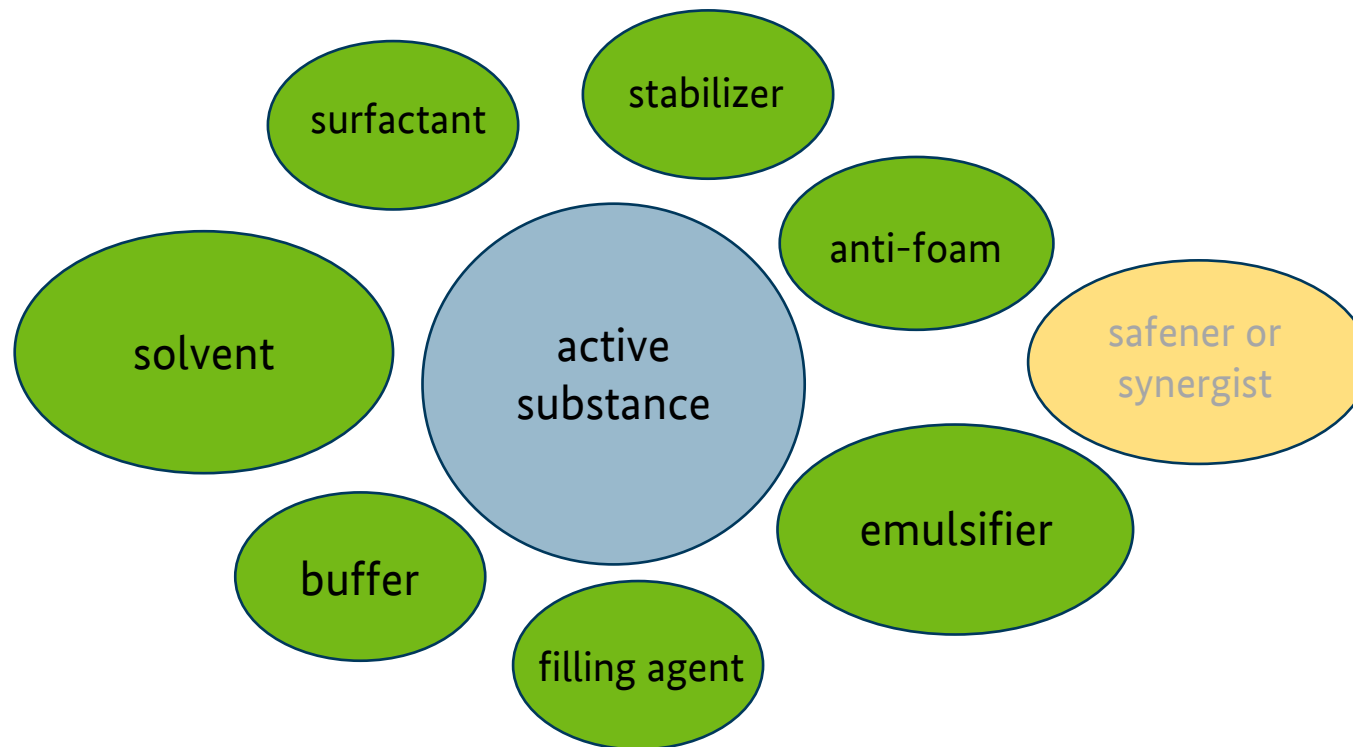 stabilizer
surfactant
anti-foam
solvent
active
substance
safener or
synergist
emulsifier
buffer
filling agent